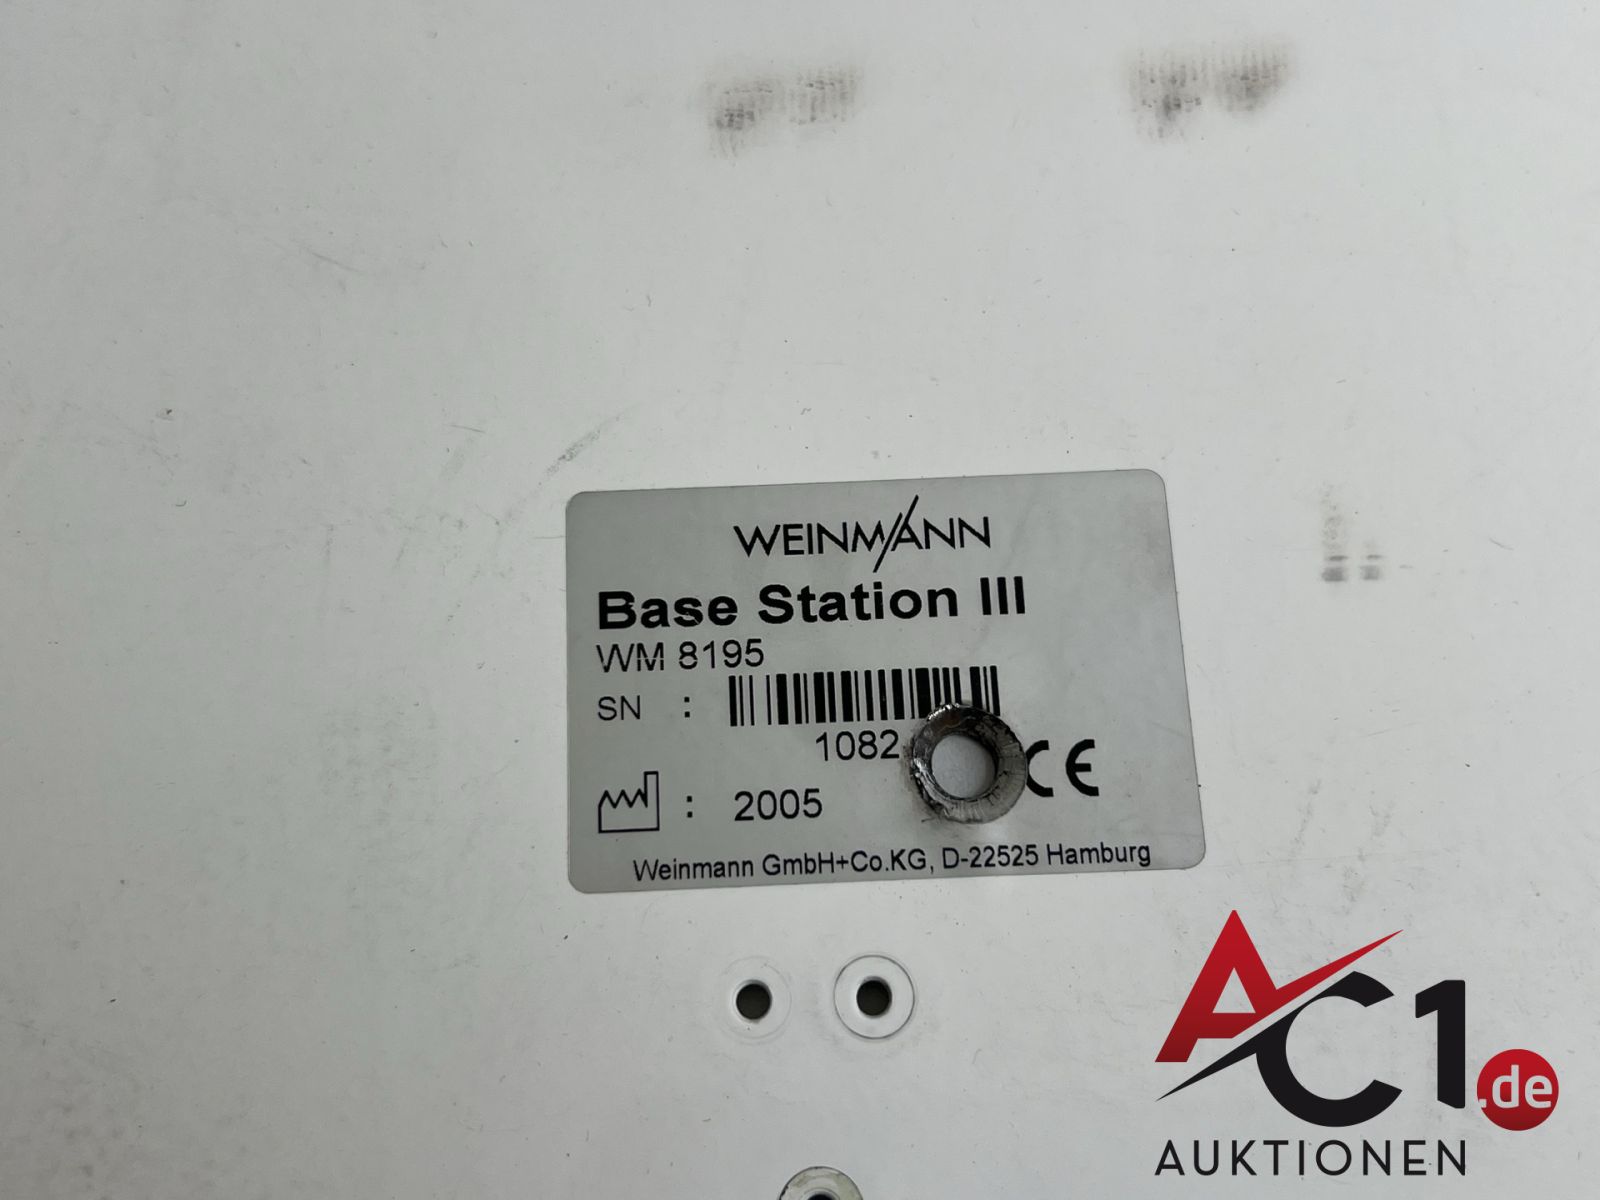 WEINMANN
Base Station III
WM 8195
SN :
1082
CE
: 2005
Weinmann GmbH+Co.KG, D-22525 Hamburg
AC1.de
AUKTIONEN